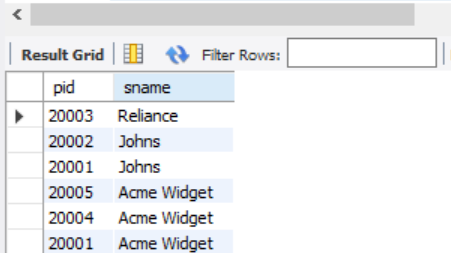 Result Grid Filter Rows:
pid sname
20003 Reliance
20002 Johns
20001 Johns
20005 Acme Widget
20004 Acme Widget
20001 Acme Widget